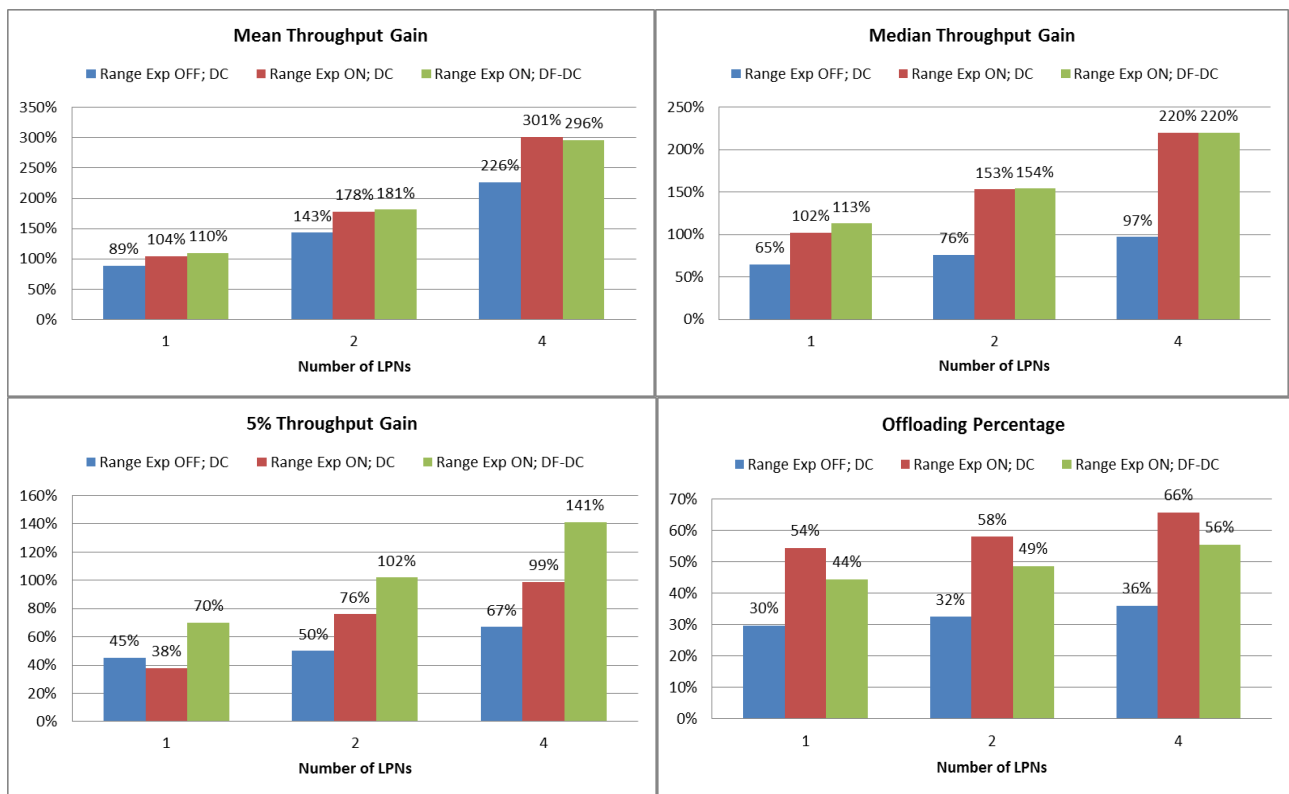 Mean Throughput Gain
Range Exp OFF; DC Range Exp ON; DC Range Exp ON; DF-DC
350%
300%
250%
200%
150%
100%
50%
0%
89% 104% 110%
143% 178% 181%
226% 301% 296%
1 2 4
Number of LPNs
Median Throughput Gain
Range Exp OFF; DC Range Exp ON; DC Range Exp ON; DF-DC
250%
200%
150%
100%
50%
0%
65% 102% 113%
76% 153% 154%
97% 220% 220%
1 2 4
Number of LPNs
5% Throughput Gain
Range Exp OFF; DC Range Exp ON; DC Range Exp ON; DF-DC
160%
140%
120%
100%
80%
60%
40%
20%
0%
45% 38% 70%
50% 76% 102%
67% 99% 141%
1 2 4
Number of LPNs
Offloading Percentage
Range Exp OFF; DC Range Exp ON; DC Range Exp ON; DF-DC
70%
60%
50%
40%
30%
20%
10%
0%
30% 54% 44%
32% 58% 49%
36% 66% 56%
1 2 4
Number of LPNs